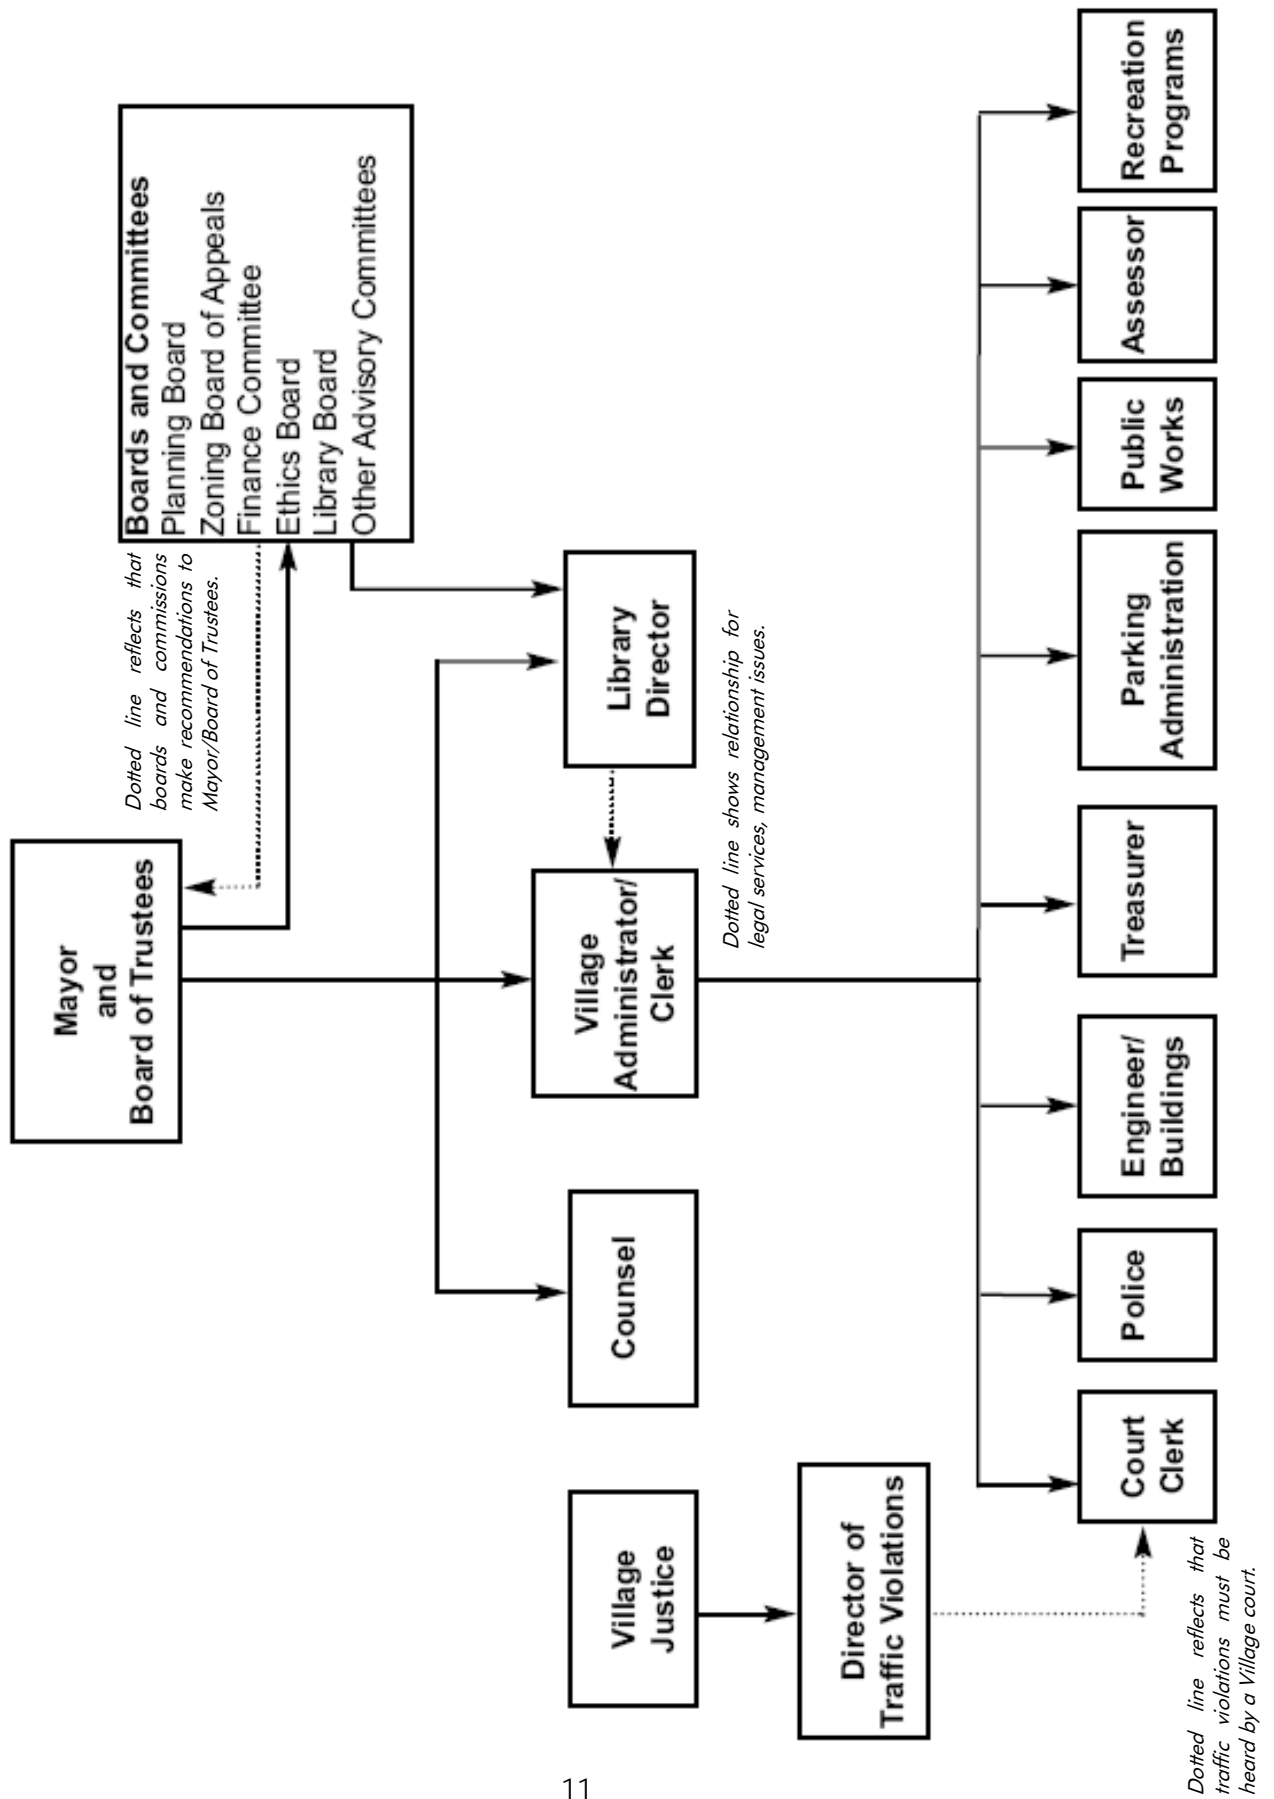 Mayor
and
Board of Trustees
Dotted line reflects that
boards and commissions
make recommendations to
Mayor/Board of Trustees.
Boards and Committees
Planning Board
Zoning Board of Appeals
Finance Committee
Ethics Board
Library Board
Other Advisory Committees
Village
Justice
Counsel
Village
Administrator/
Clerk
Library
Director
Dotted line shows relationship for
legal services, management issues.
Director of
Traffic Violations
Court
Clerk
Police
Engineer/
Buildings
Treasurer
Parking
Administration
Public
Works
Assessor
Recreation
Programs
Dotted line reflects that
traffic violations must be
heard by a Village court.
11